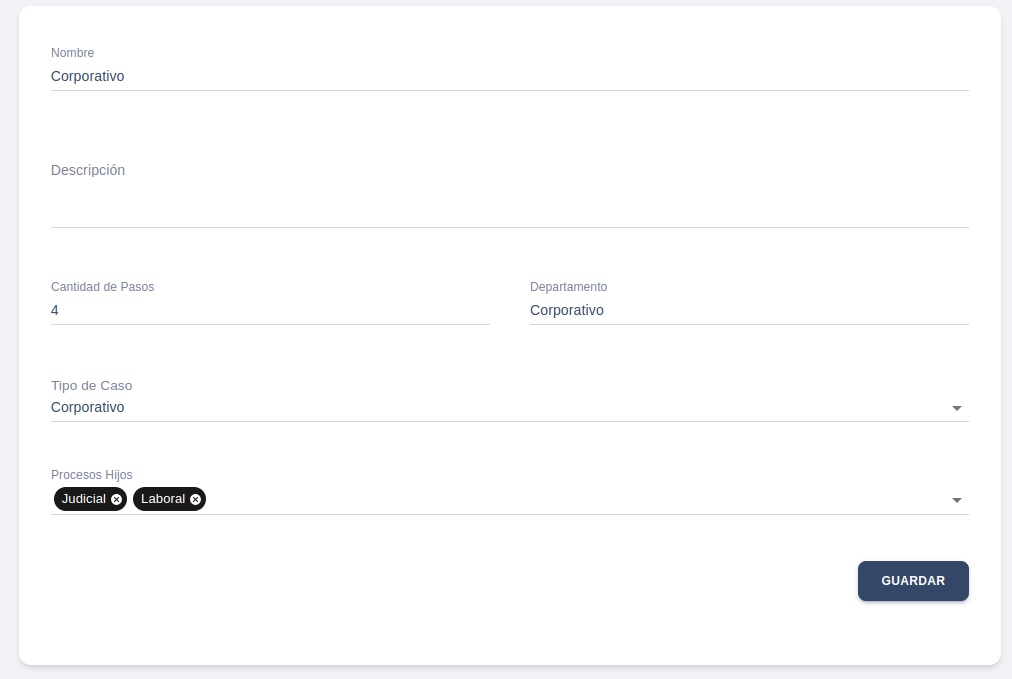 Nombre
Corporativo
Descripción
Cantidad de Pasos
Departamento
4
Corporativo
Tipo de Caso
Corporativo
Procesos Hijos
Judicial
Laboral
GUARDAR